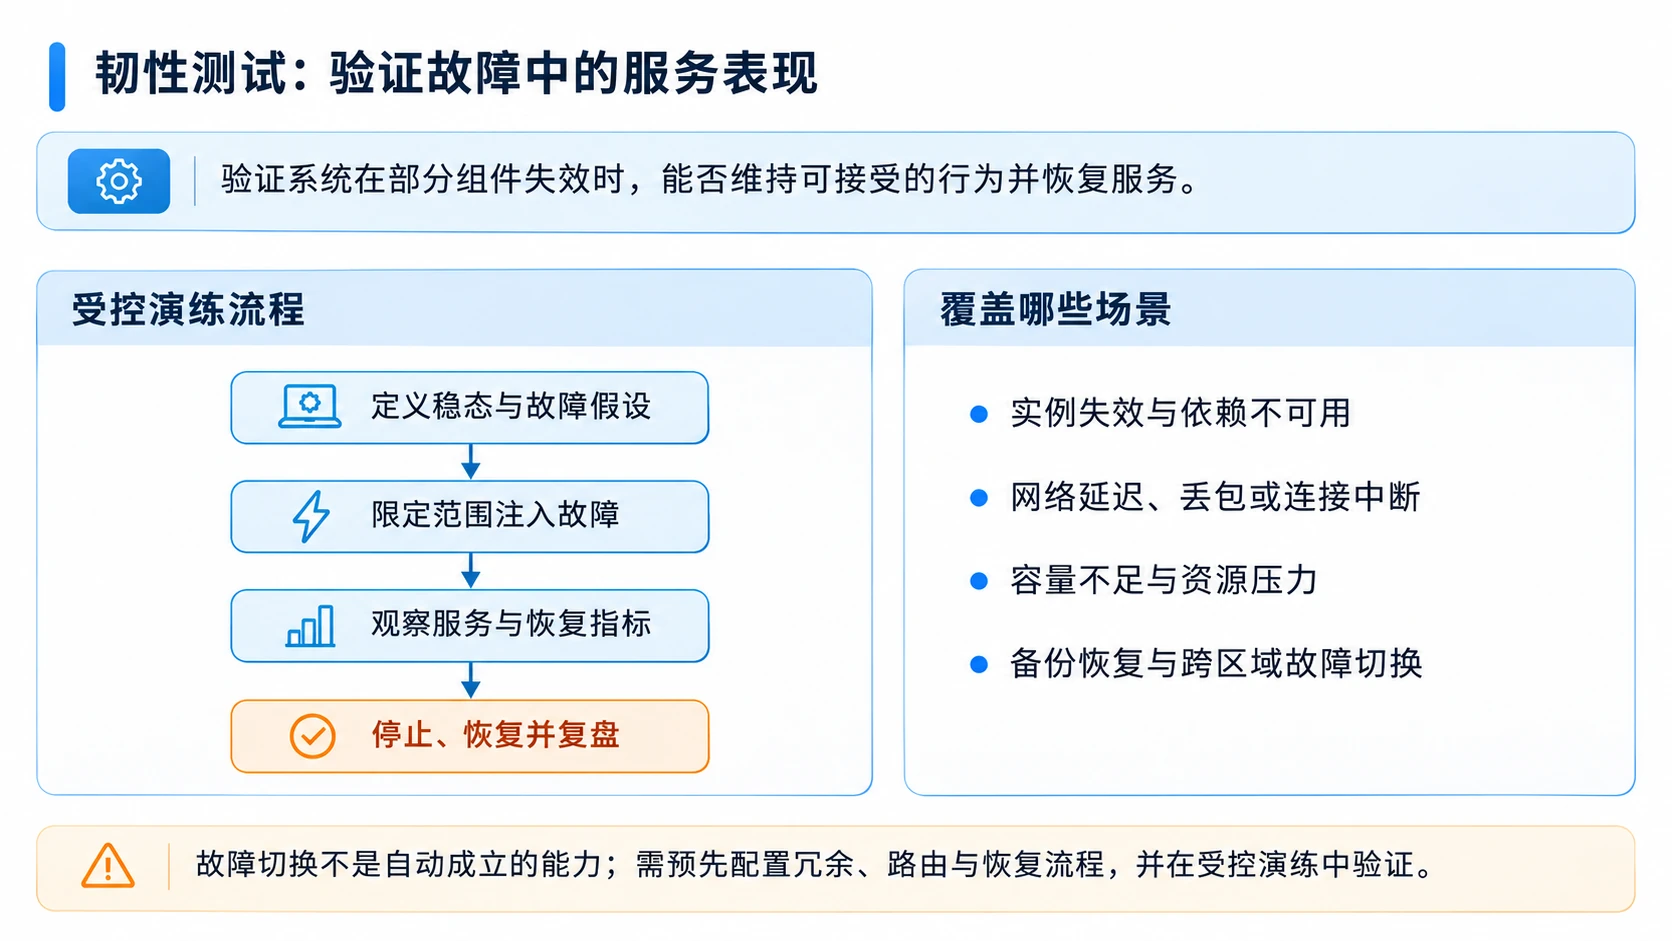 韧性测试：验证故障中的服务表现
验证系统在部分组件失效时，能否维持可接受的行为并恢复服务。
受控演练流程
定义稳态与故障假设
限定范围注入故障
观察服务与恢复指标
停止、恢复并复盘
覆盖哪些场景
实例失效与依赖不可用
网络延迟、丢包或连接中断
容量不足与资源压力
备份恢复与跨区域故障切换
故障切换不是自动成立的能力；需预先配置冗余、路由与恢复流程，并在受控演练中验证。